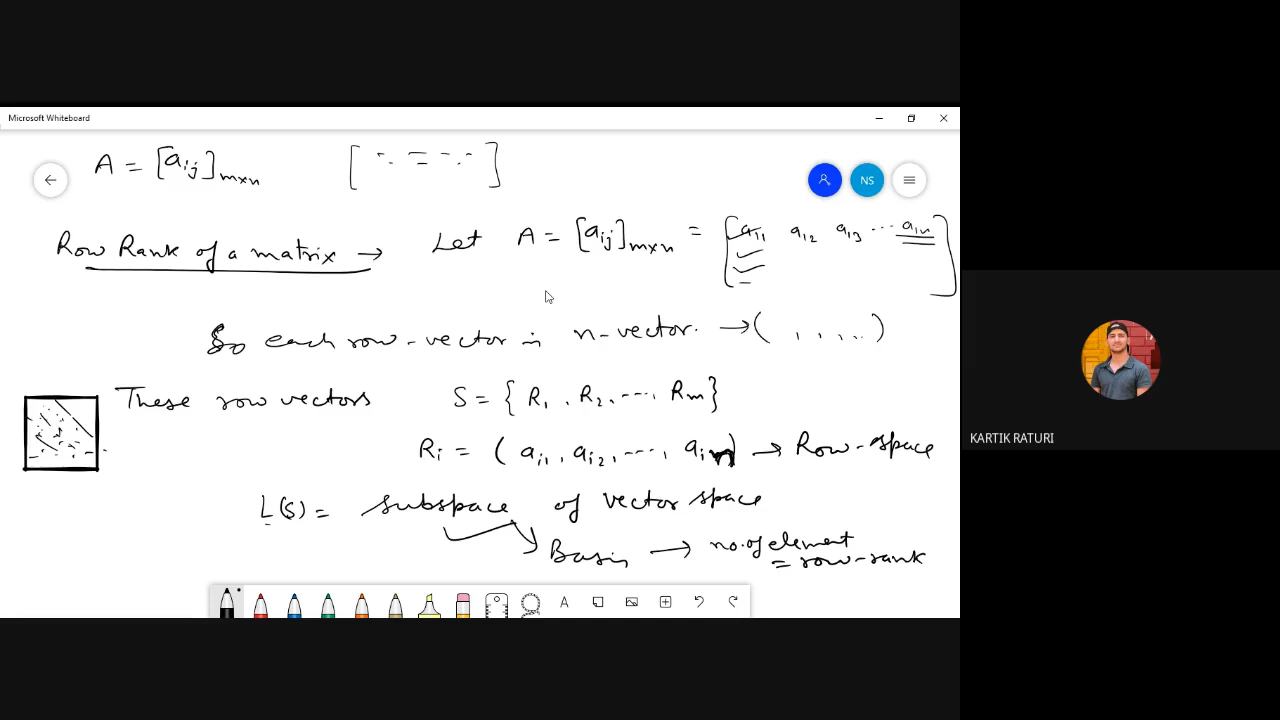 Microsoft Whiteboard
A = [aij]m×n [ ]
NS
Row Rank of a matrix → Let A = [aij]m×n = [a11 a12 a13 ... a1n]
So each row-vector is n-vector. → ( , , , .. )
These row vectors S = { R1, R2, ..., Rm }
Ri = ( ai1, ai2, ..., ain ) → Row-space
KARTIK RATURI
L(S) = subspace of vector space
Basis → no. of element
= row-rank
A